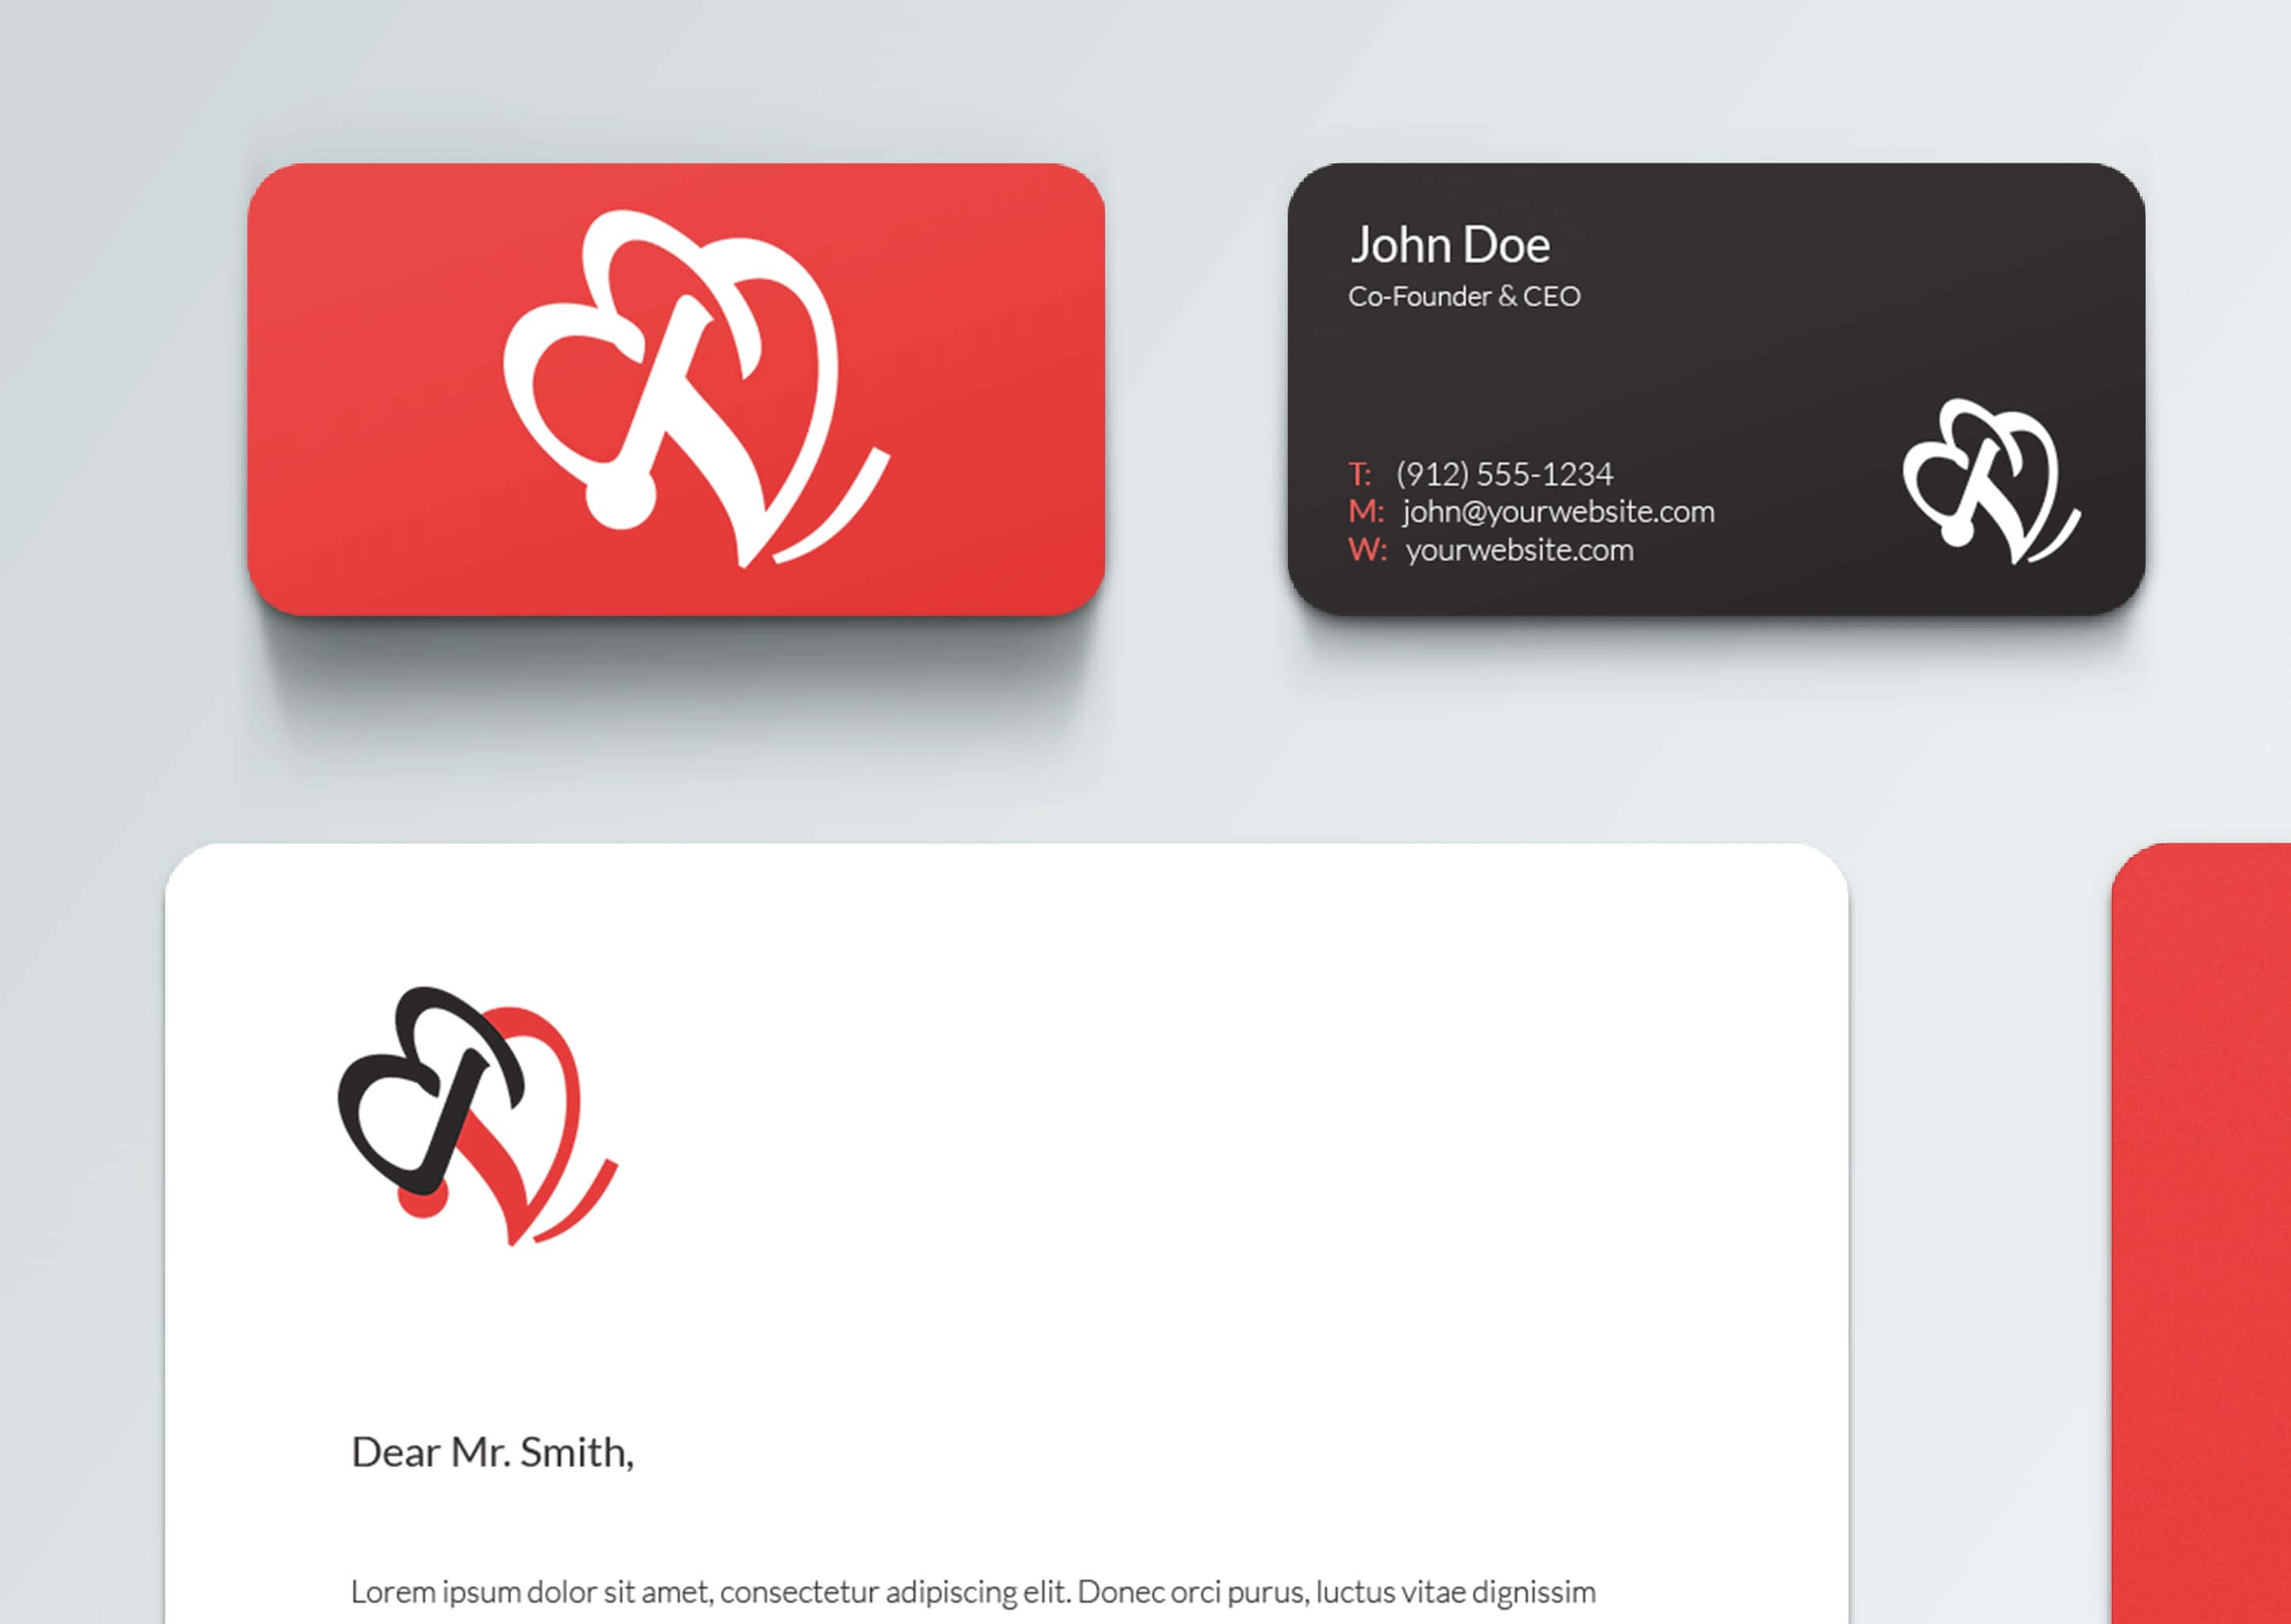 John Doe
Co-Founder & CEO
T: (912) 555-1234
M: john@yourwebsite.com
W: yourwebsite.com
Dear Mr. Smith,
Lorem ipsum dolor sit amet, consectetur adipiscing elit. Donec orci purus, luctus vitae dignissim